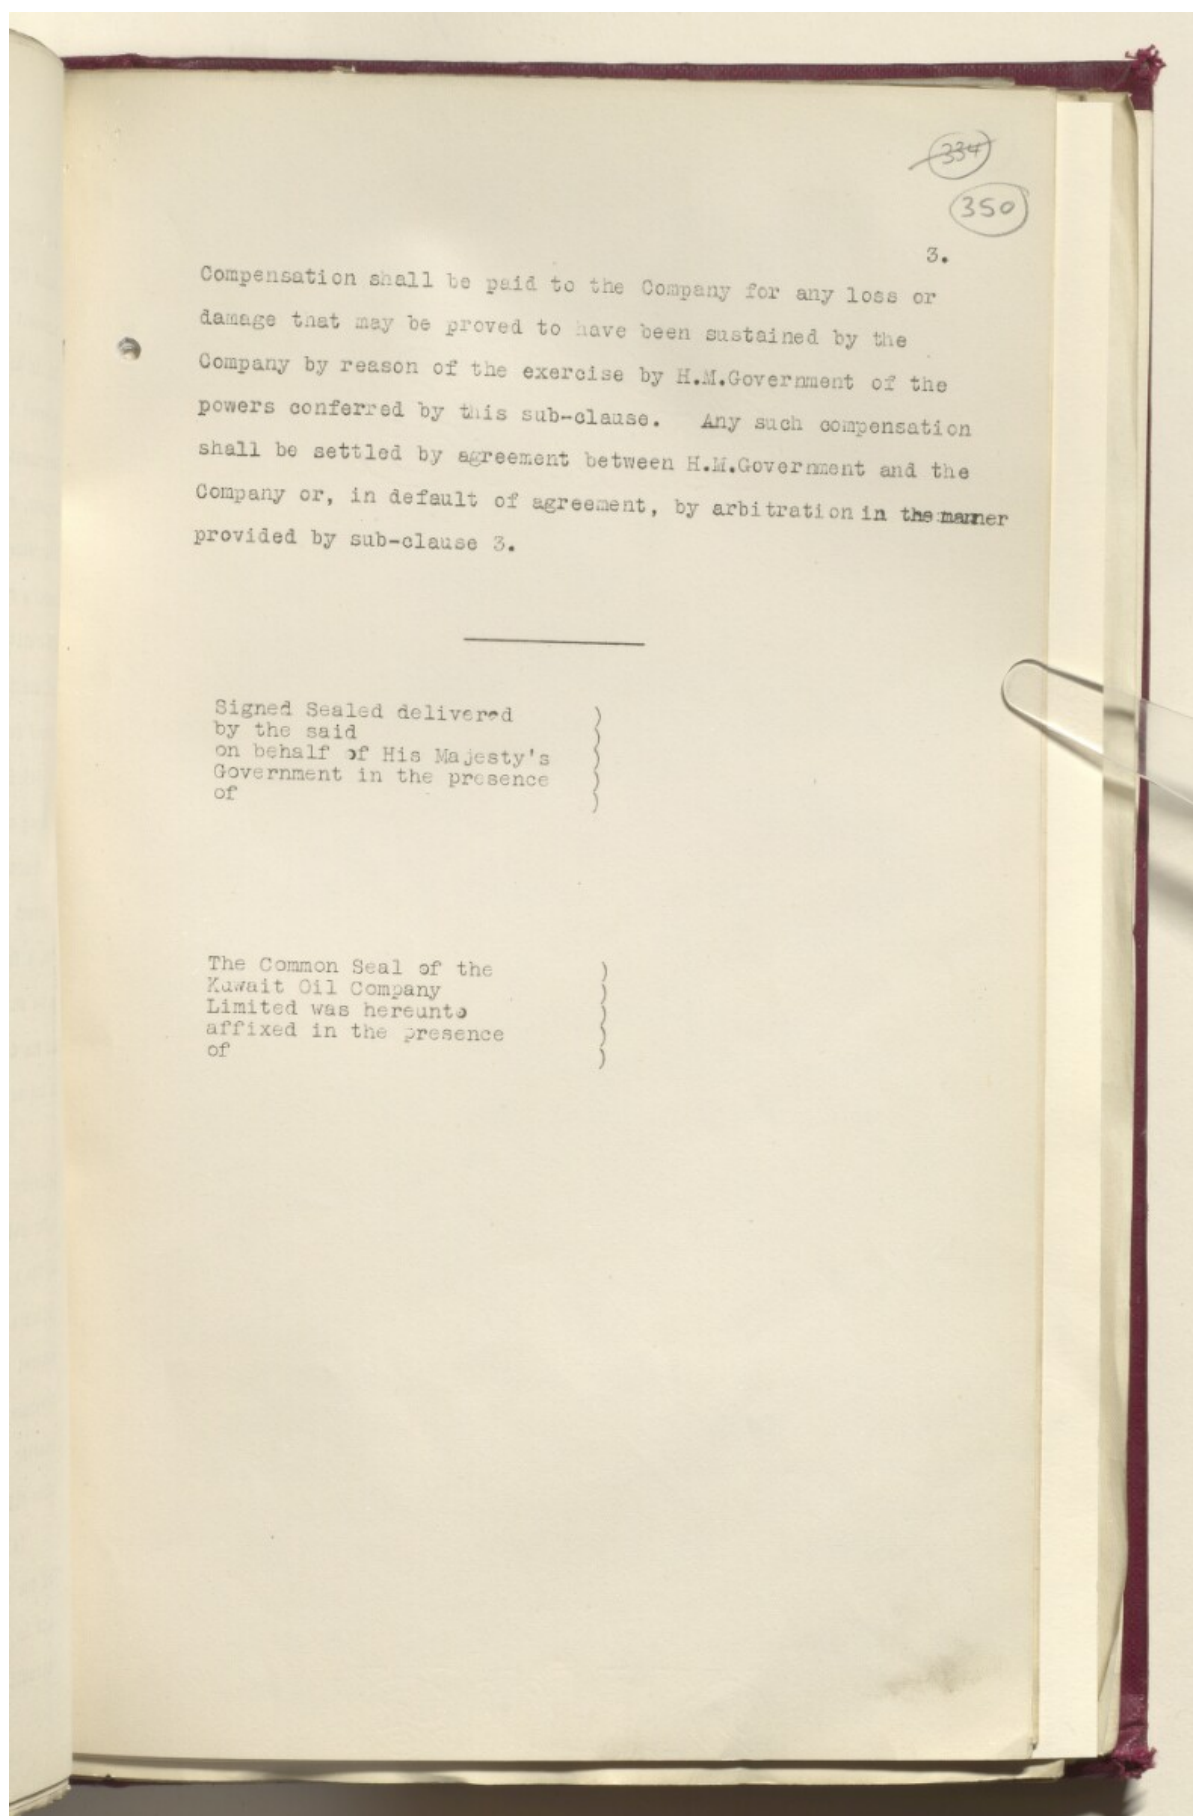 334
350
3.
Compensation shall be paid to the Company for any loss or
damage that may be proved to have been sustained by the
Company by reason of the exercise by H.M.Government of the
powers conferred by this sub-clause. Any such compensation
shall be settled by agreement between H.M.Government and the
Company or, in default of agreement, by arbitration in the manner
provided by sub-clause 3.
Signed Sealed delivered )
by the said )
on behalf of His Majesty's )
Government in the presence )
of )
The Common Seal of the )
Kuwait Oil Company )
Limited was hereunto )
affixed in the presence )
of )